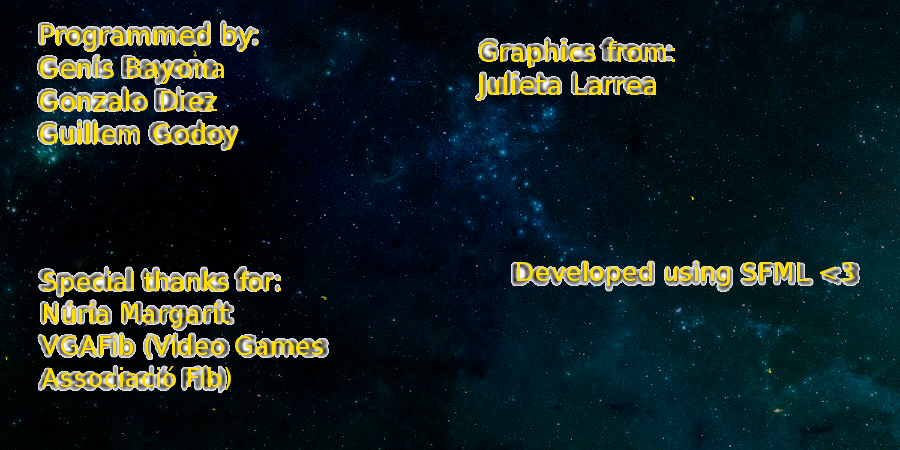 Programmed by:
Genís Bayona
Gonzalo Diez
Guillem Godoy
Graphics from:
Julieta Larrea
Special thanks for:
Núria Margarit
VGAFib (Video Games
Associació Fib)
Developed using SFML <3